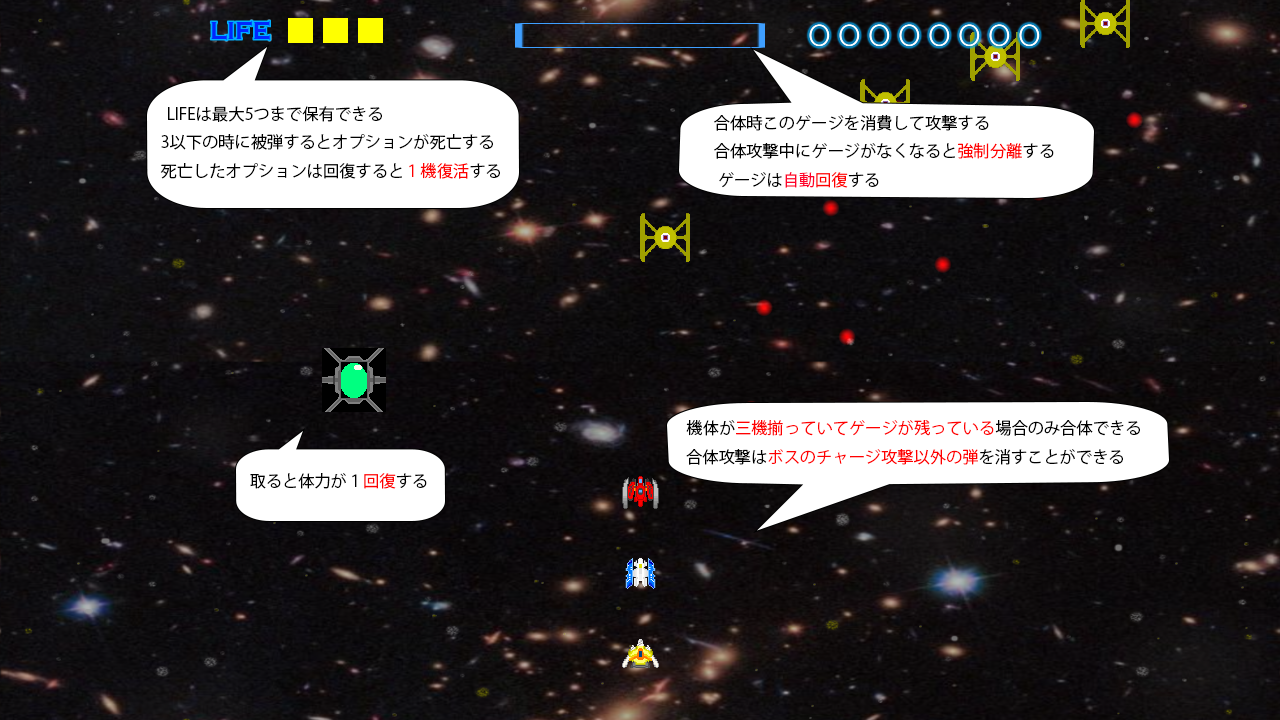 LIFE
00000000
LIFEは最大5つまで保有できる
3以下の時に被弾するとオプションが死亡する
死亡したオプションは回復すると１機復活する
合体時このゲージを消費して攻撃する
合体攻撃中にゲージがなくなると強制分離する
ゲージは自動回復する
機体が三機揃っていてゲージが残っている場合のみ合体できる
合体攻撃はボスのチャージ攻撃以外の弾を消すことができる
取ると体力が１回復する